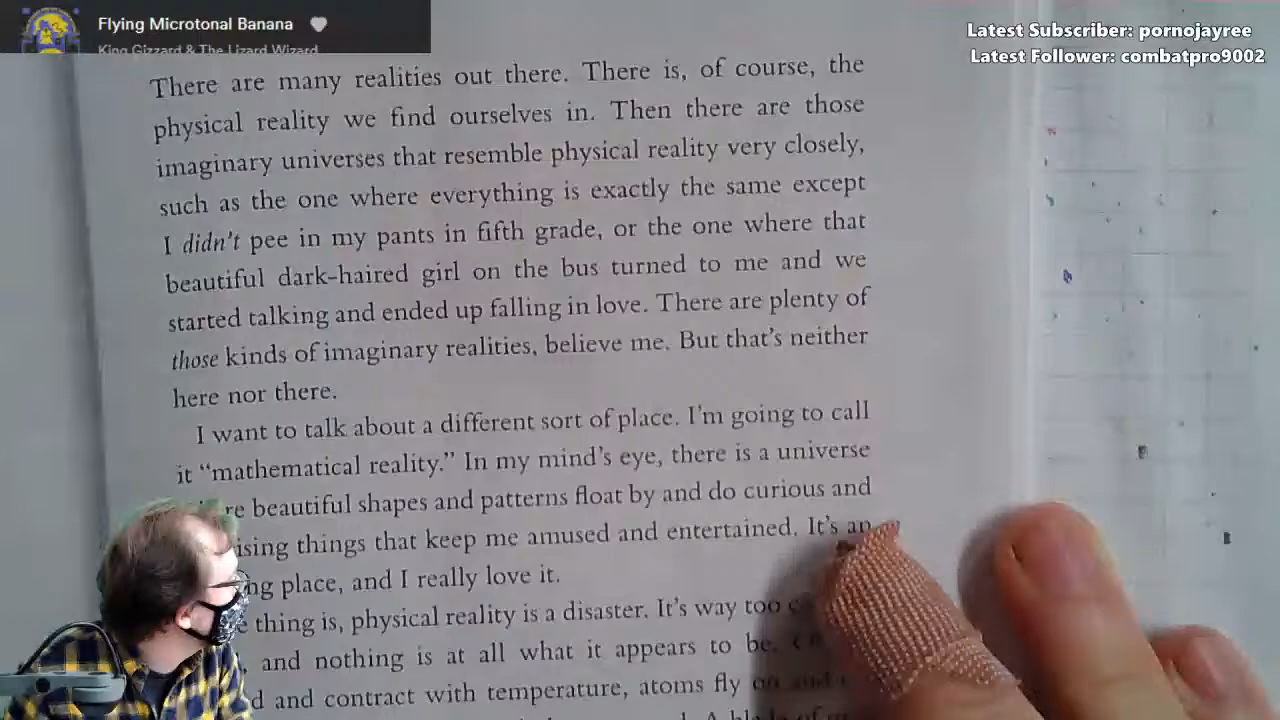 Flying Microtonal Banana
King Gizzard & The Lizard Wizard
Latest Subscriber: pornojayree
Latest Follower: combatpro9002
There are many realities out there. There is, of course, the
physical reality we find ourselves in. Then there are those
imaginary universes that resemble physical reality very closely,
such as the one where everything is exactly the same except
I didn't pee in my pants in fifth grade, or the one where that
beautiful dark-haired girl on the bus turned to me and we
started talking and ended up falling in love. There are plenty of
those kinds of imaginary realities, believe me. But that's neither
here nor there.
I want to talk about a different sort of place. I'm going to call
it “mathematical reality.” In my mind's eye, there is a universe
re beautiful shapes and patterns float by and do curious and
ising things that keep me amused and entertained. It's an
ng place, and I really love it.
thing is, physical reality is a disaster. It's way too
and nothing is at all what it appears to be.
d and contract with temperature, atoms fly on and